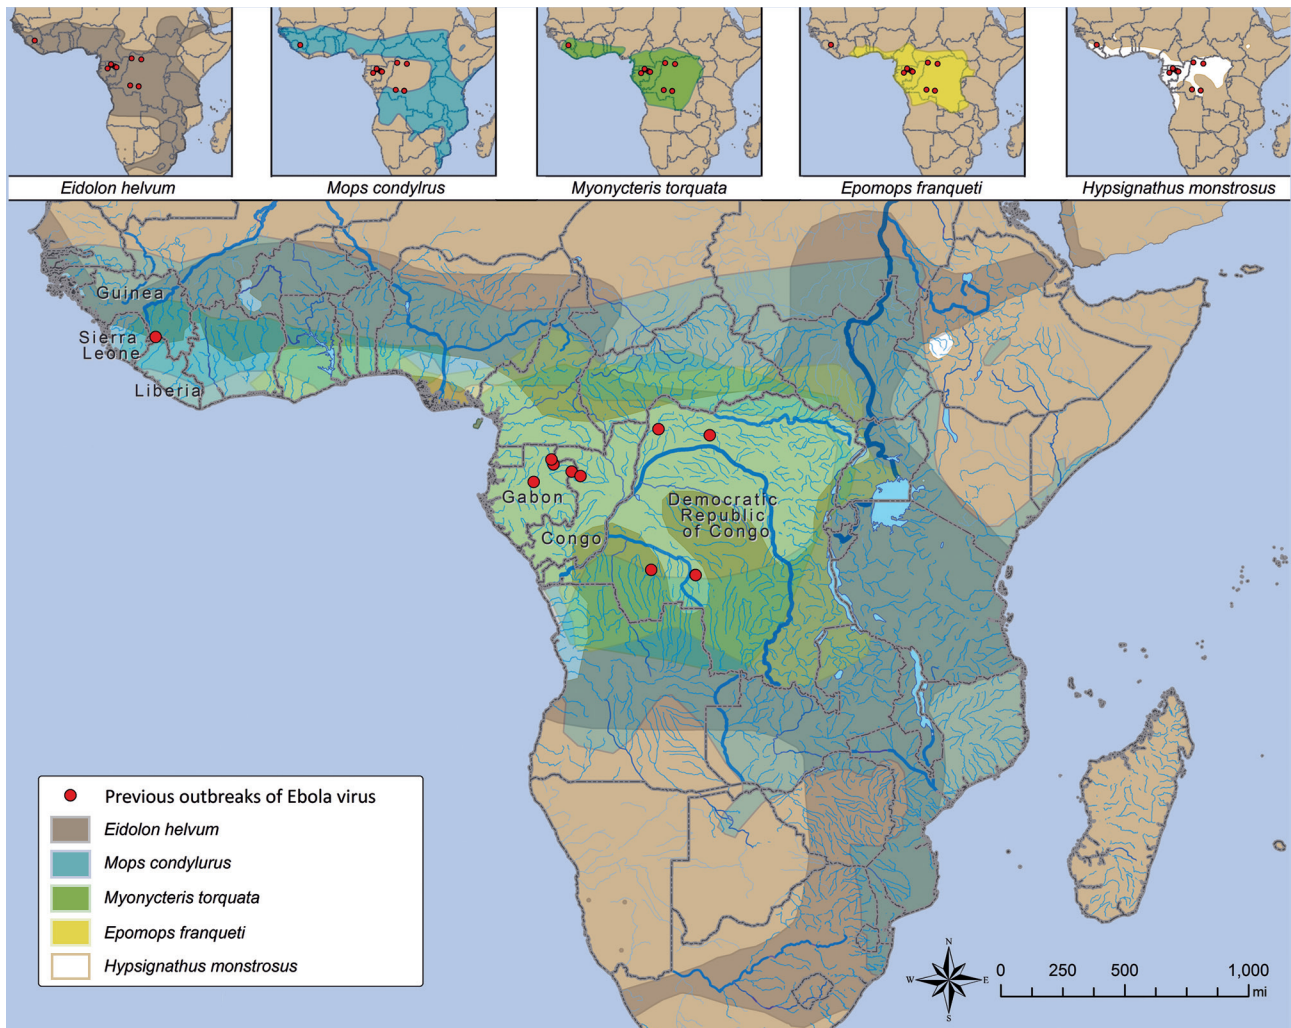 Eidolon helvum
Mops condylrus
Myonycteris torquata
Epomops franqueti
Hypsignathus monstrosus
Guinea
Sierra
Leone
Liberia
Gabon
Congo
Democratic
Republic
of Congo
Previous outbreaks of Ebola virus
Eidolon helvum
Mops condylurus
Myonycteris torquata
Epomops franqueti
Hypsignathus monstrosus
N
W E
S
0 250 500 1,000
mi